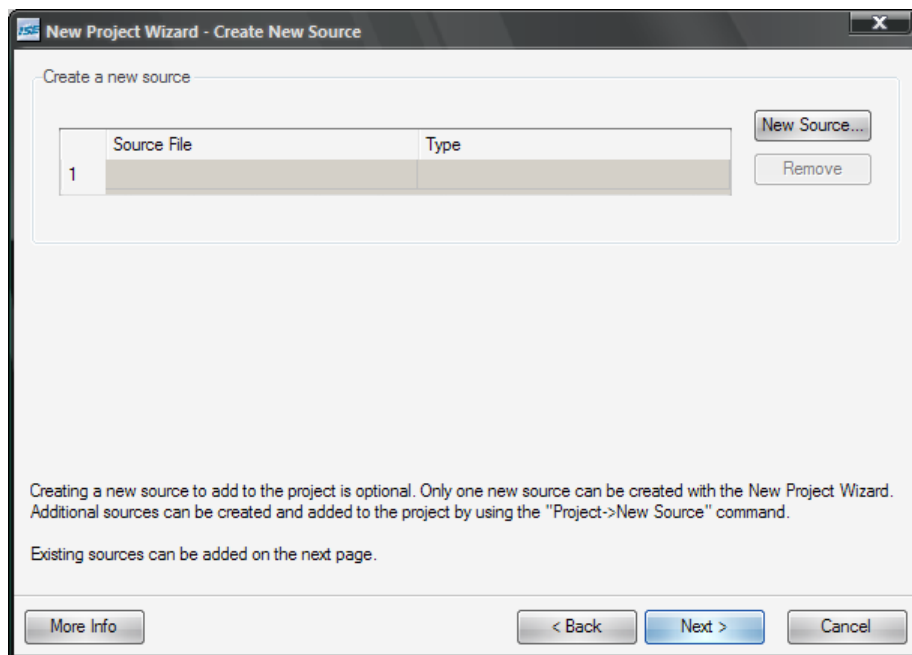 ISE New Project Wizard - Create New Source X
Create a new source
Source File Type
New Source...
1
Remove
Creating a new source to add to the project is optional. Only one new source can be created with the New Project Wizard.
Additional sources can be created and added to the project by using the "Project->New Source" command.
Existing sources can be added on the next page.
More Info < Back Next > Cancel